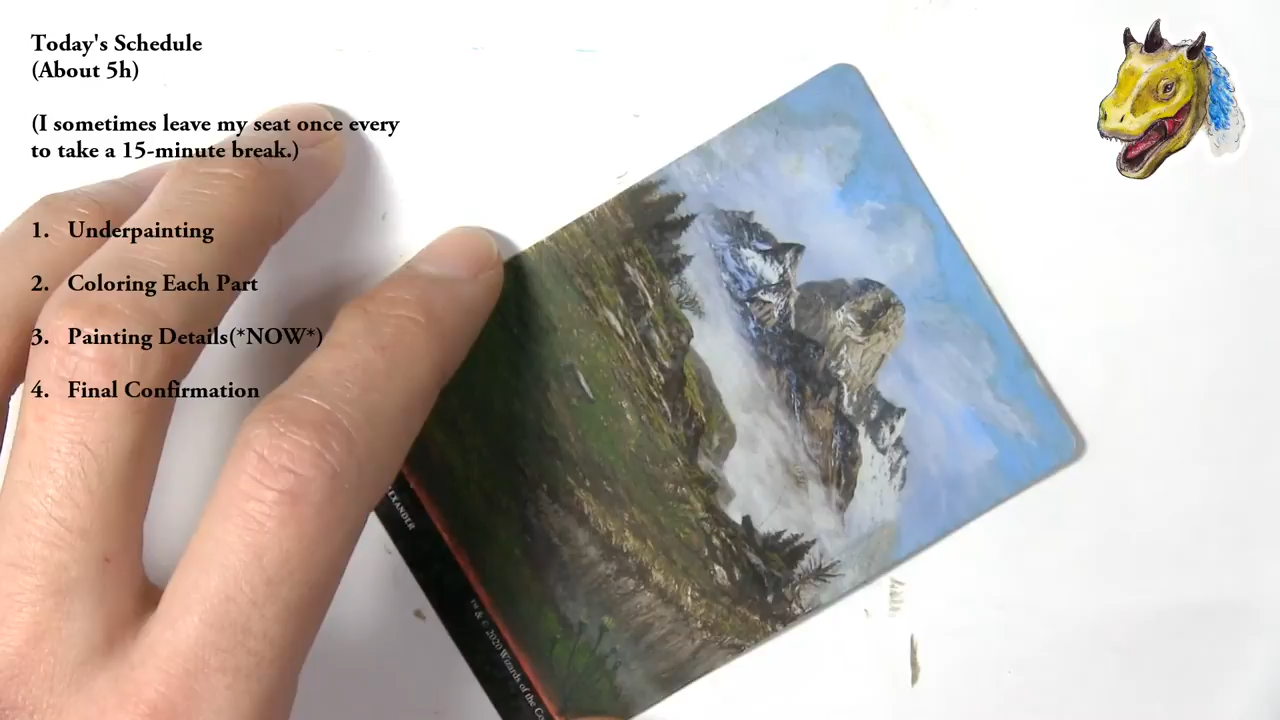 Today's Schedule
(About 5h)
(I sometimes leave my seat once every
to take a 15-minute break.)
1. Underpainting
2. Coloring Each Part
3. Painting Details(*NOW*)
4. Final Confirmation
EXANDER
™ & © 2020 Wizards of the Co